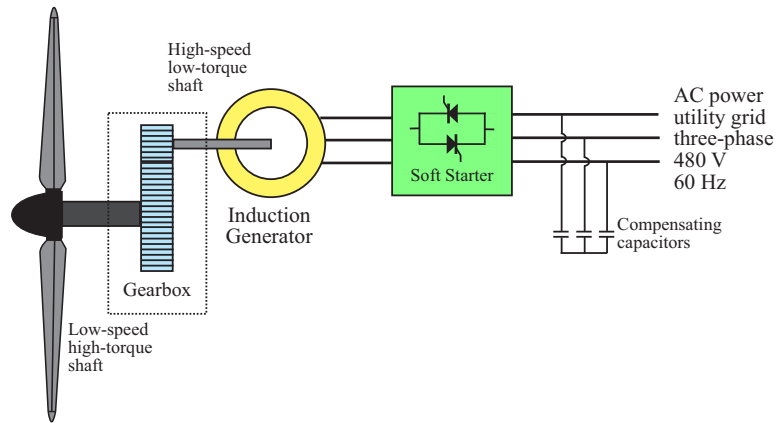 High-speed
low-torque
shaft
AC power
utility grid
three-phase
480 V
60 Hz
Soft Starter
Induction
Generator
Compensating
capacitors
Gearbox
Low-speed
high-torque
shaft